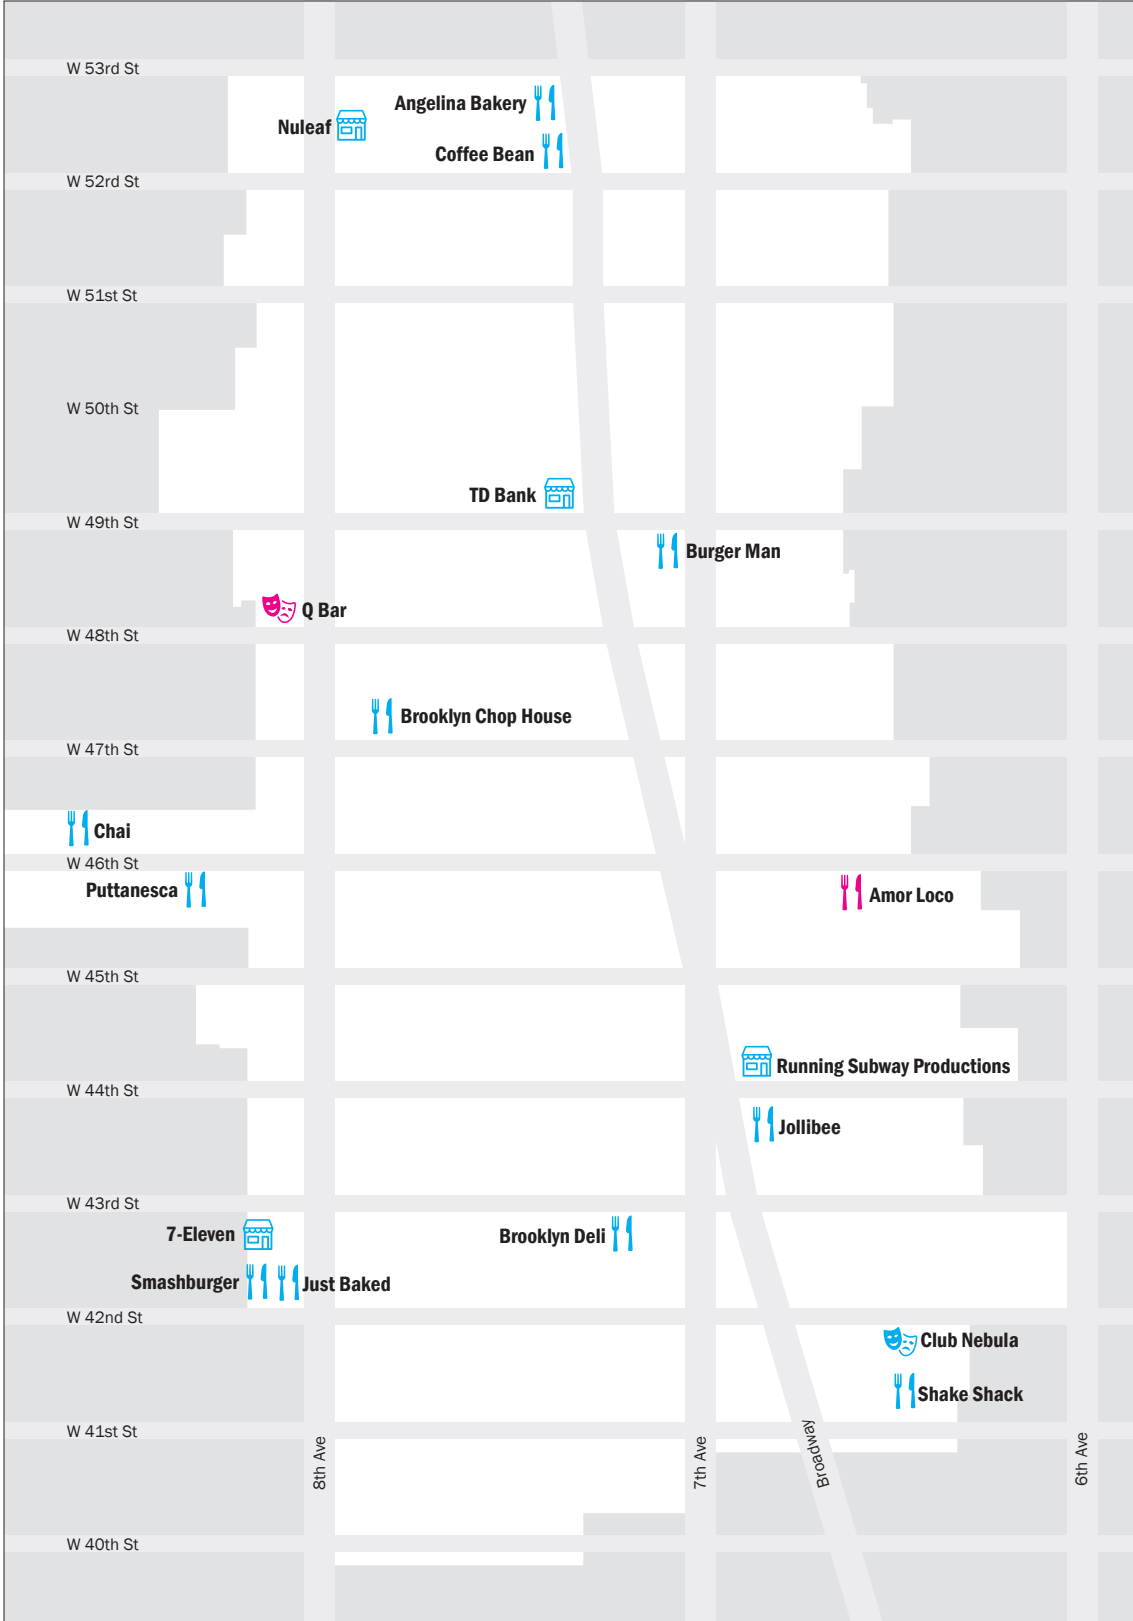 W 53rd St
Angelina Bakery
Nuleaf
Coffee Bean
W 52rd St
W 51st St
W 50th St
TD Bank
W 49th St
Burger Man
Q Bar
W 48th St
Brooklyn Chop House
W 47th St
Chai
W 46th St
Puttanesca
Amor Loco
W 45th St
Running Subway Productions
W 44th St
Jollibee
W 43rd St
7-Eleven
Brooklyn Deli
Smashburger
Just Baked
W 42nd St
Club Nebula
Shake Shack
W 41st St
8th Ave
7th Ave
Broadway
6th Ave
W 40th St